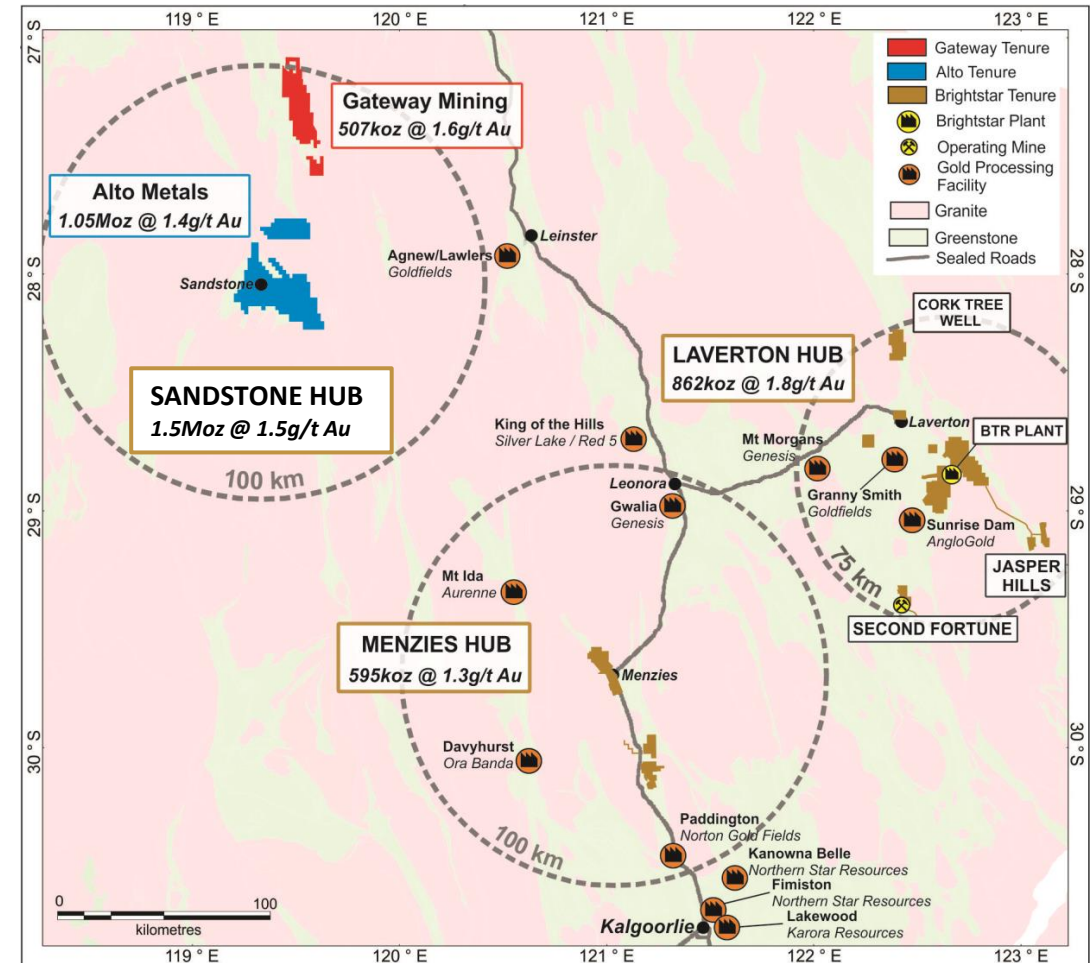 119 ° E
120 ° E
121 ° E
122 ° E
123 ° E
27° S
Gateway Tenure
Alto Tenure
Brightstar Tenure
Brightstar Plant
Operating Mine
Gold Processing
Facility
Granite
Greenstone
Sealed Roads
Gateway Mining
507koz @ 1.6g/t Au
Alto Metals
1.05Moz @ 1.4g/t Au
Leinster
Agnew/Lawlers
Goldfields
Sandstone
28° S
28° S
CORK TREE
WELL
LAVERTON HUB
862koz @ 1.8g/t Au
SANDSTONE HUB
1.5Moz @ 1.5g/t Au
100 km
King of the Hills
Silver Lake / Red 5
Laverton
Mt Morgans
Genesis
BTR PLANT
Leonora
Granny Smith
Goldfields
Gwalia
Genesis
29° S
29° S
Sunrise Dam
AngloGold
75 km
JASPER
HILLS
Mt Ida
Aurenne
SECOND FORTUNE
MENZIES HUB
595koz @ 1.3g/t Au
Menzies
30° S
30° S
Davyhurst
Ora Banda
100 km
Paddington
Norton Gold Fields
Kanowna Belle
Northern Star Resources
Fimiston
Northern Star Resources
Lakewood
Karora Resources
Kalgoorlie
0
100
kilometres
119 ° E
120 ° E
121 ° E
122 ° E
123 ° E